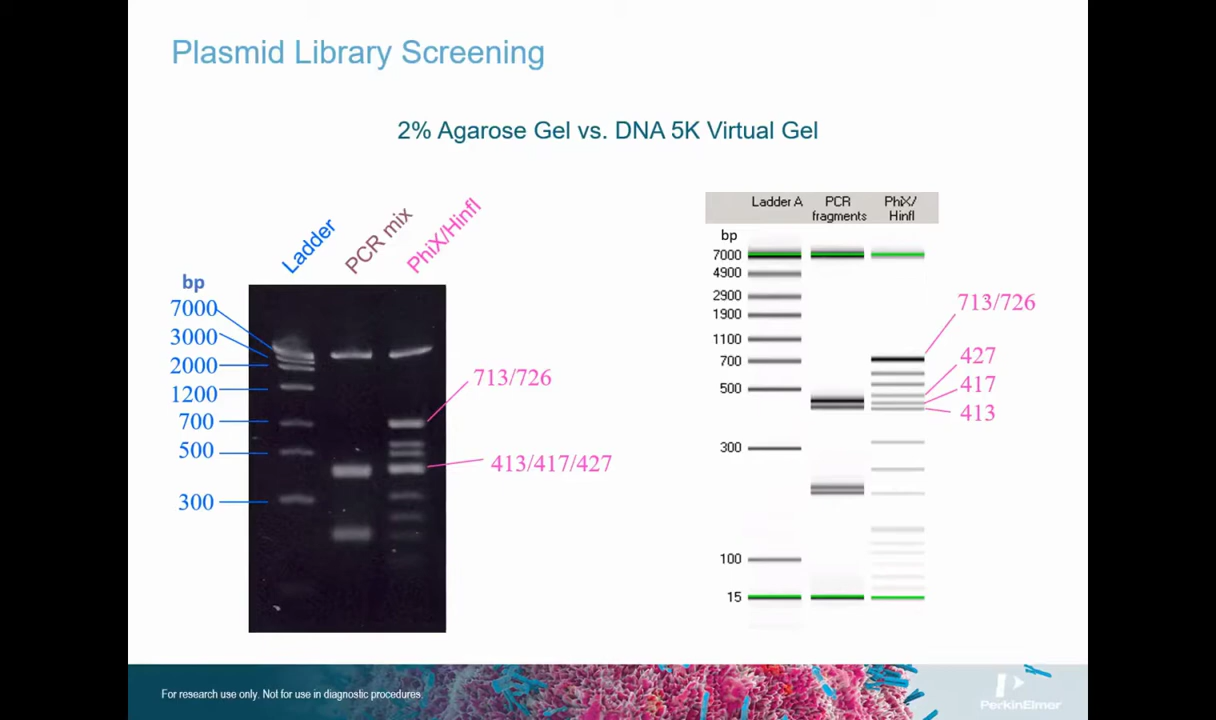 Plasmid Library Screening
2% Agarose Gel vs. DNA 5K Virtual Gel
Ladder
PCR mix
PhiX/HinfI
bp
7000
3000
2000
1200
700
500
300
713/726
413/417/427
Ladder A
PCR
fragments
PhiX/
HinfI
bp
7000
4900
2900
1900
1100
700
500
300
100
15
713/726
427
417
413
For research use only. Not for use in diagnostic procedures
PerkinElmer